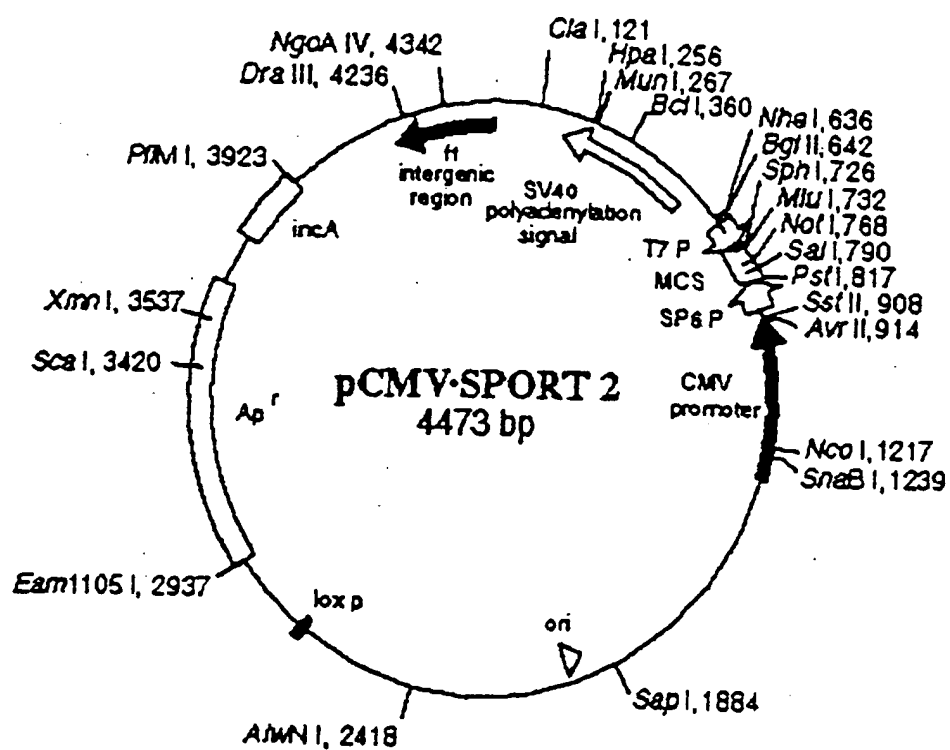 NgoA IV, 4342
Dra III, 4236
Cla I, 121
Hpa I, 256
Mun I, 267
Bcl I, 360
Nhe I, 636
Bgl II, 642
Sph I, 726
Mlu I, 732
Not I, 768
Sal I, 790
Pst I, 817
Sst II, 908
Avr II, 914
PflM I, 3923
f1
intergenic
region
SV40
polyadenylation
signal
incA
T7 P
MCS
SP6 P
Xmn I, 3537
Sca I, 3420
pCMV·SPORT 2
4473 bp
CMV
promoter
Ap r
Nco I, 1217
SnaB I, 1239
Eam1105 I, 2937
lox p
ori
Sap I, 1884
AlwN I, 2418